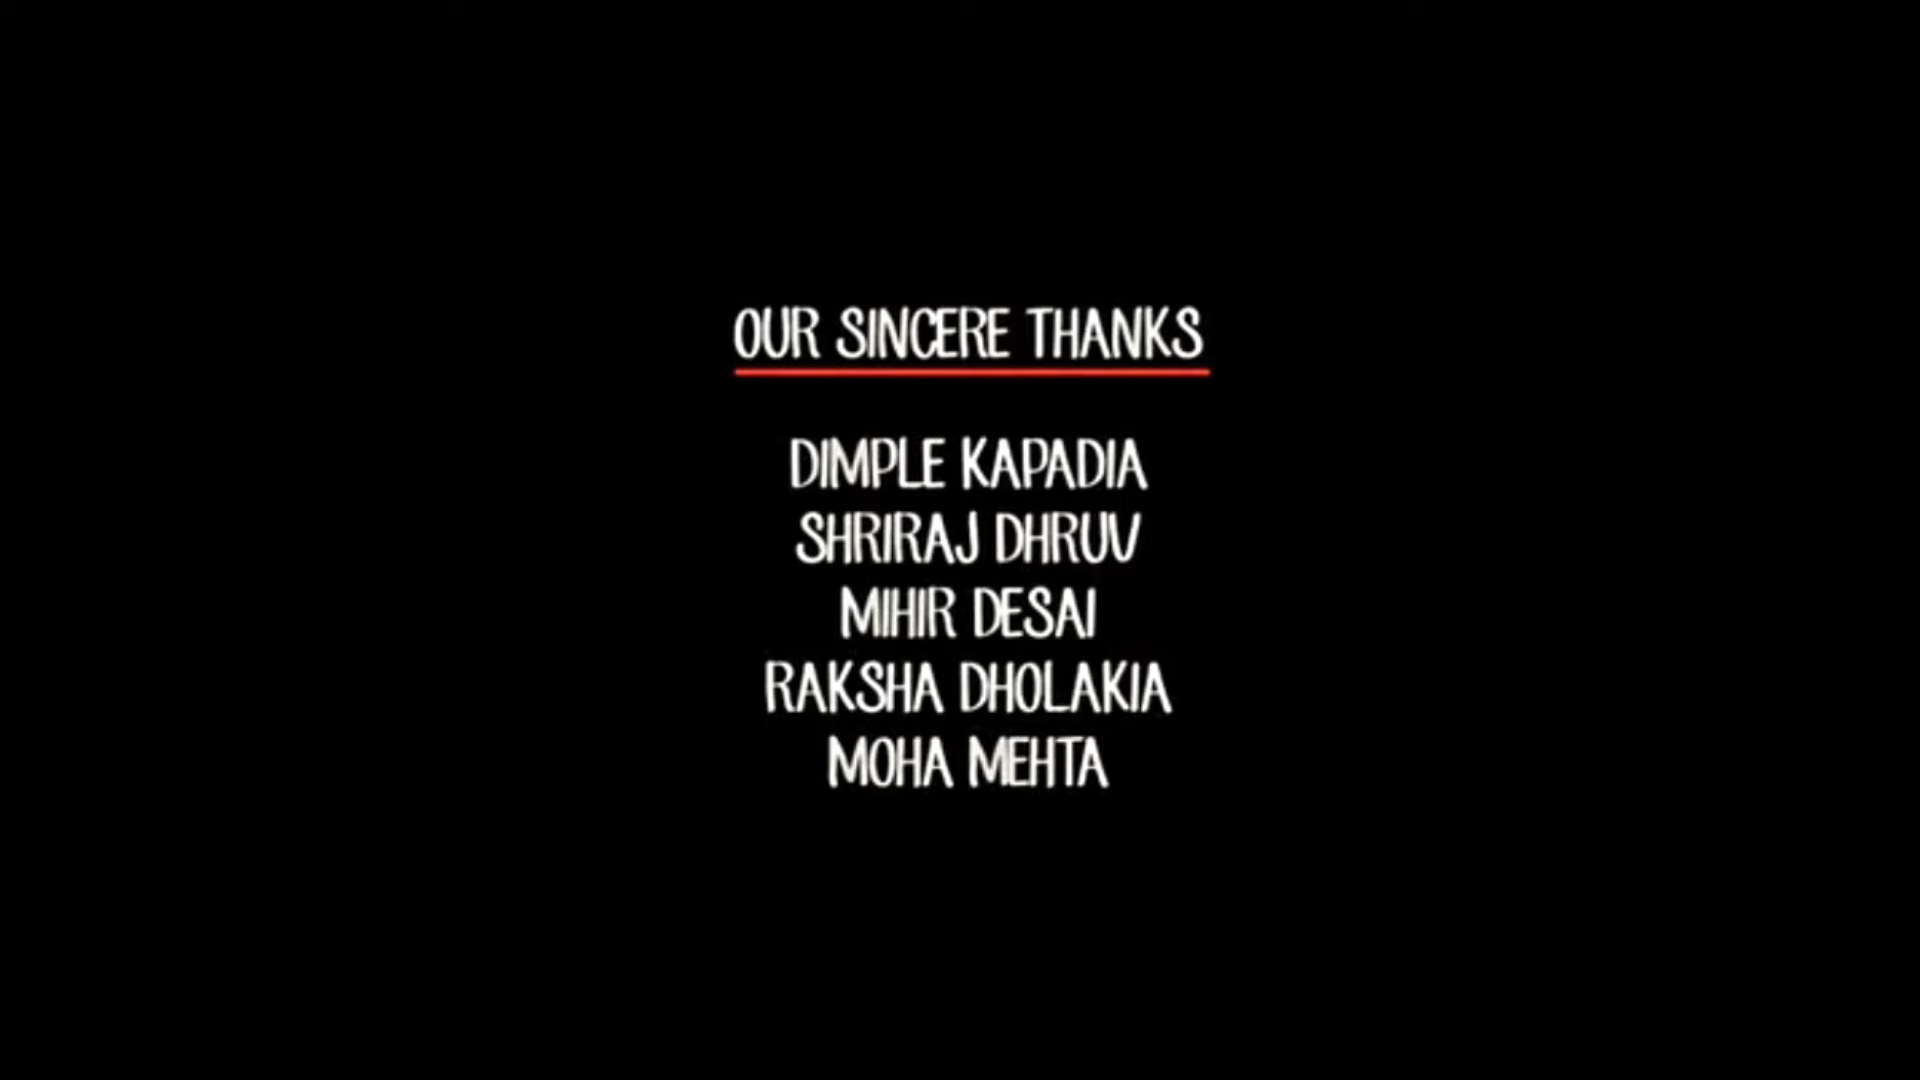 OUR SINCERE THANKS
DIMPLE KAPADIA
SHRIRAJ DHRUV
MIHIR DESAI
RAKSHA DHOLAKIA
MOHA MEHTA